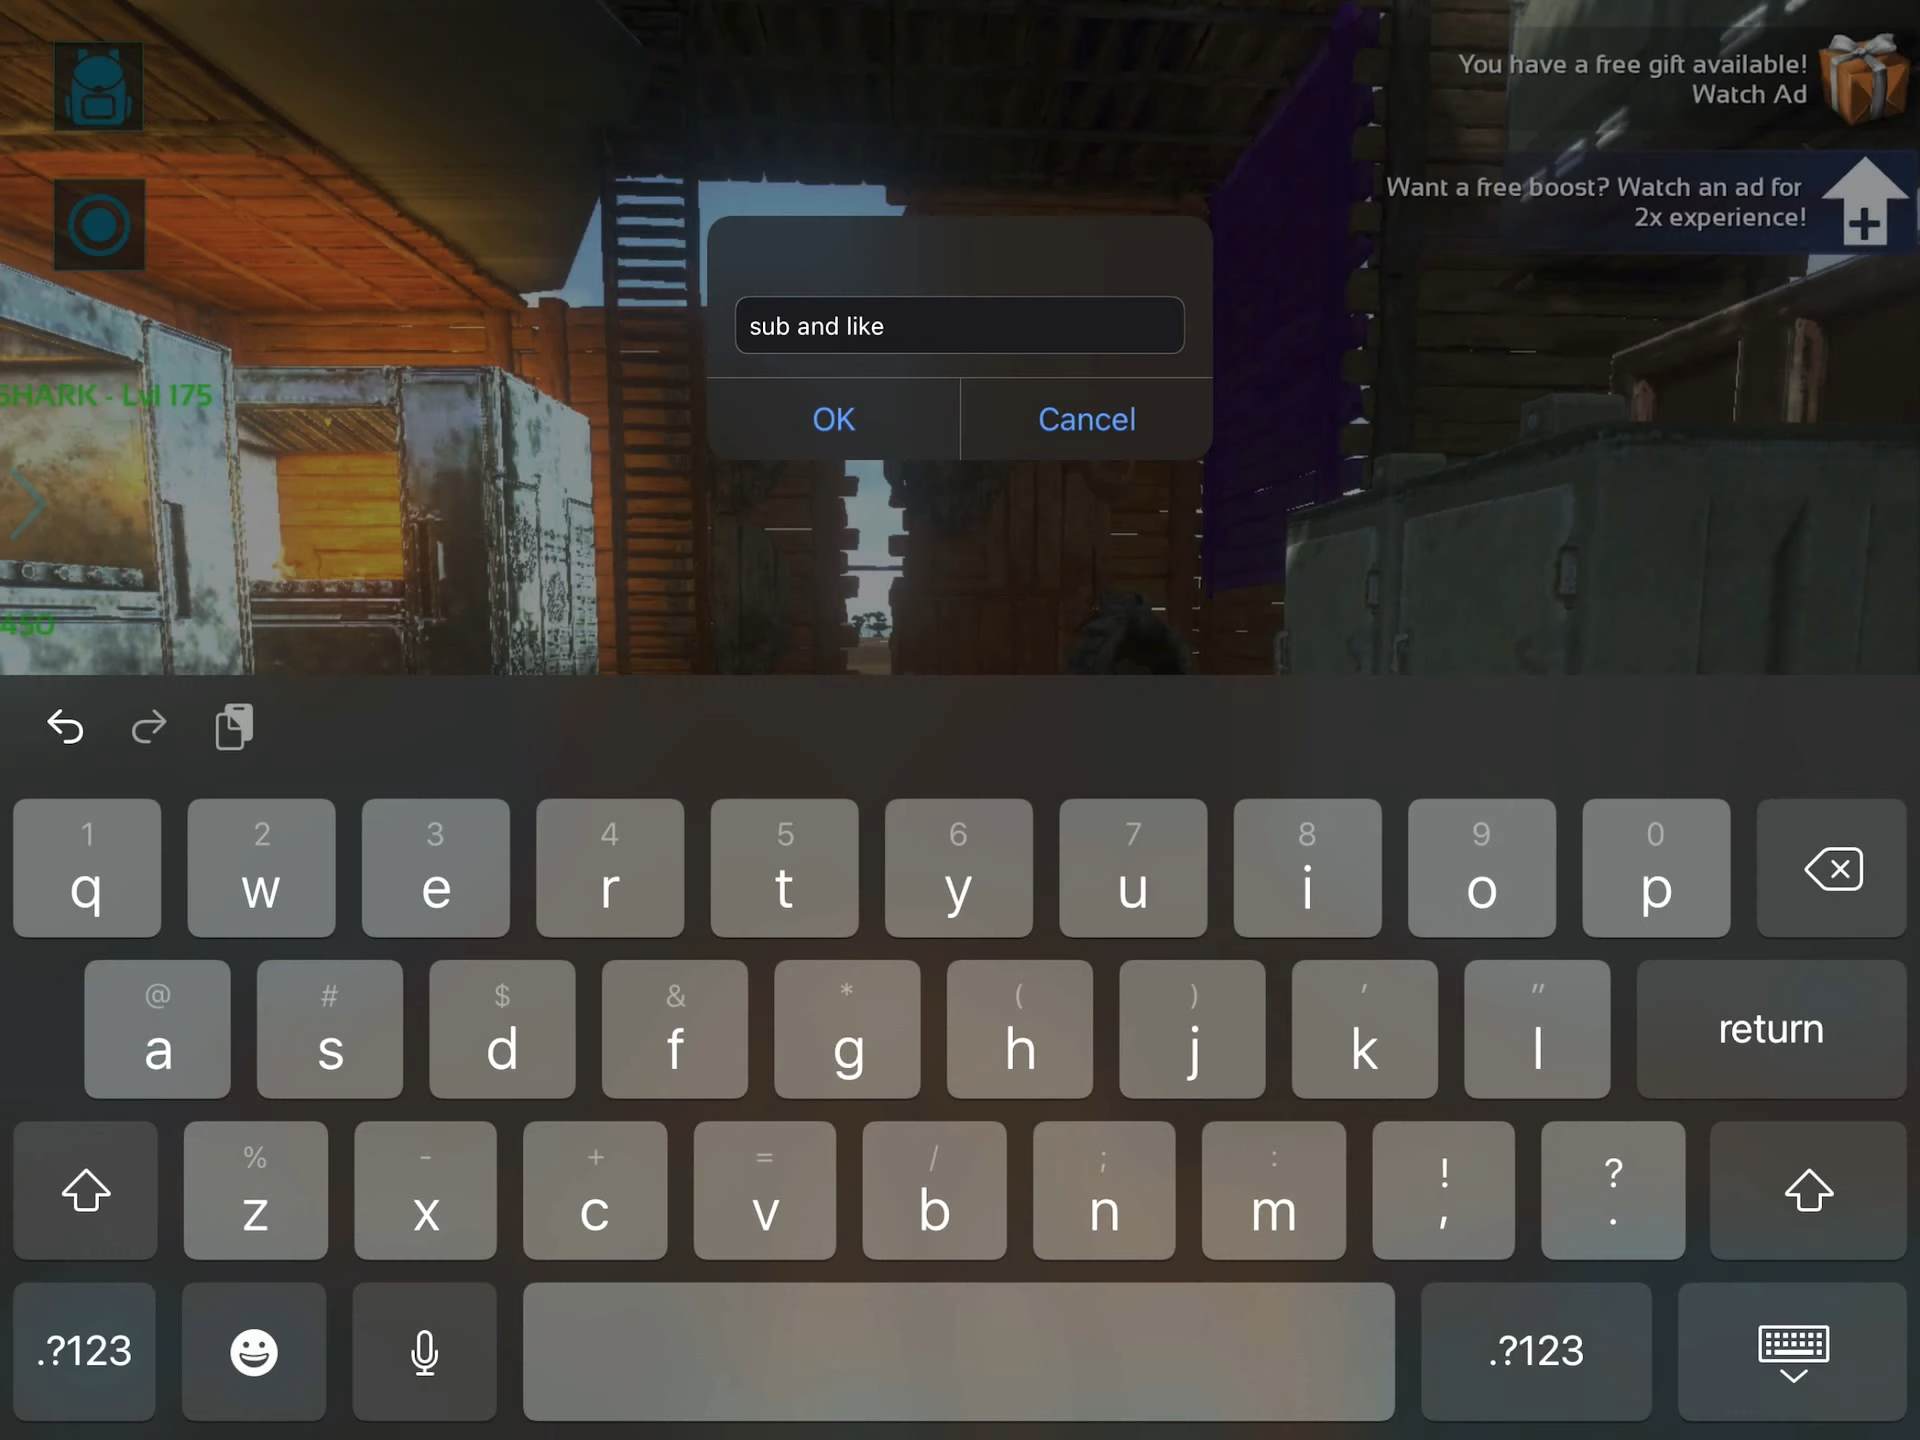 You have a free gift available!
Watch Ad
Want a free boost? Watch an ad for
2x experience!
sub and like
OK Cancel
SHARK - Lvl 175
450
1 2 3 4 5 6 7 8 9 0
q w e r t y u i o p
@ # $ & * ( ) ' "
a s d f g h j k l return
% - + = / ; : ! ?
z x c v b n m , .
.?123 .?123